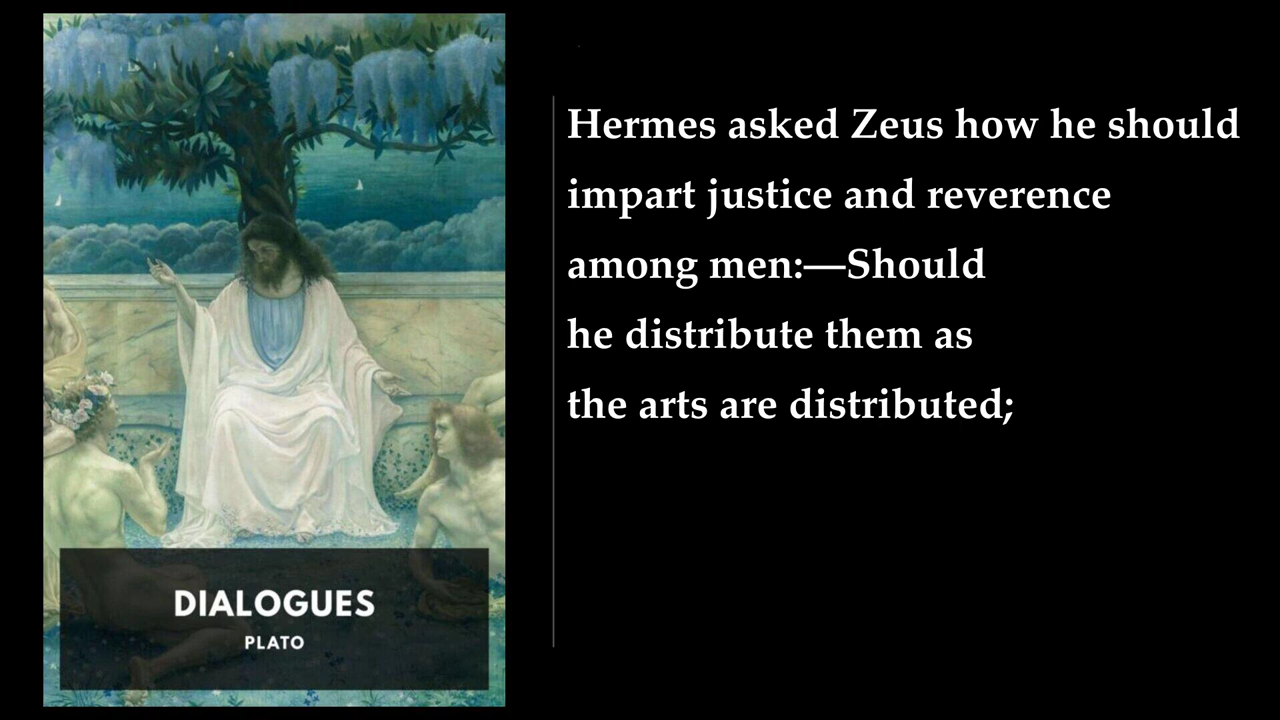 Hermes asked Zeus how he should
impart justice and reverence
among men:—Should
he distribute them as
the arts are distributed;
DIALOGUES
PLATO